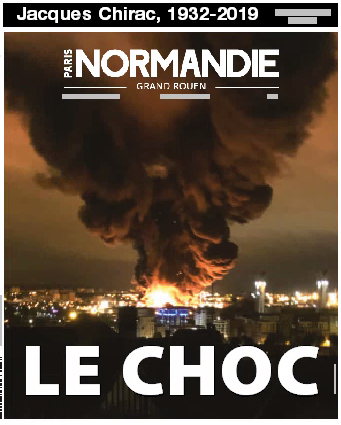 Jacques Chirac, 1932-2019
PARIS
NORMANDIE
GRAND ROUEN
LE CHOC